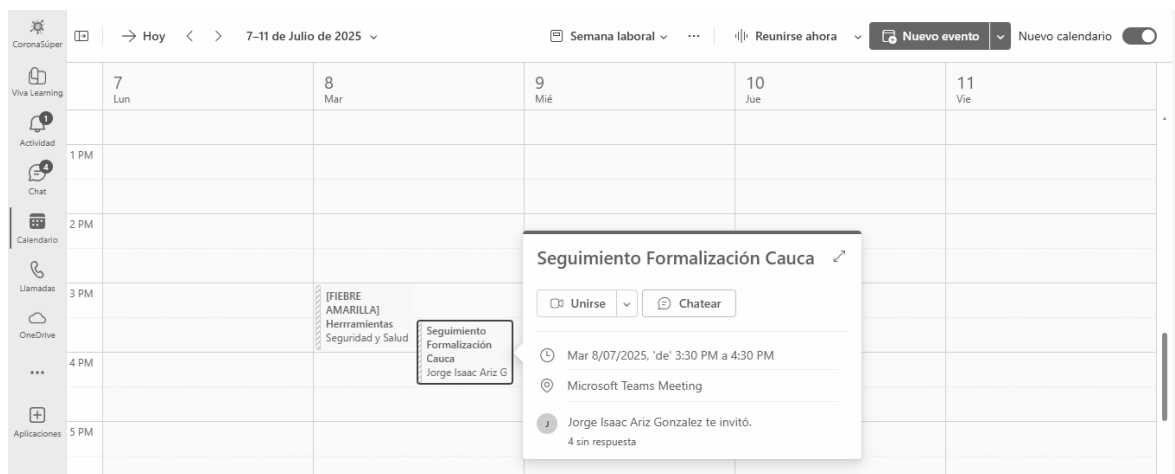 CoronaSúper
Hoy
7–11 de Julio de 2025
Semana laboral
Reunirse ahora
Nuevo evento
Nuevo calendario
Viva Learning
Actividad
1
Chat
4
Calendario
Llamadas
OneDrive
Aplicaciones
7
Lun
8
Mar
9
Mié
10
Jue
11
Vie
1 PM
2 PM
3 PM
4 PM
5 PM
[FIEBRE
AMARILLA]
Herrramientas
Seguridad y Salud
Seguimiento
Formalización
Cauca
Jorge Isaac Ariz G
Seguimiento Formalización Cauca
Unirse
Chatear
Mar 8/07/2025, 'de' 3:30 PM a 4:30 PM
Microsoft Teams Meeting
J
Jorge Isaac Ariz Gonzalez te invitó.
4 sin respuesta